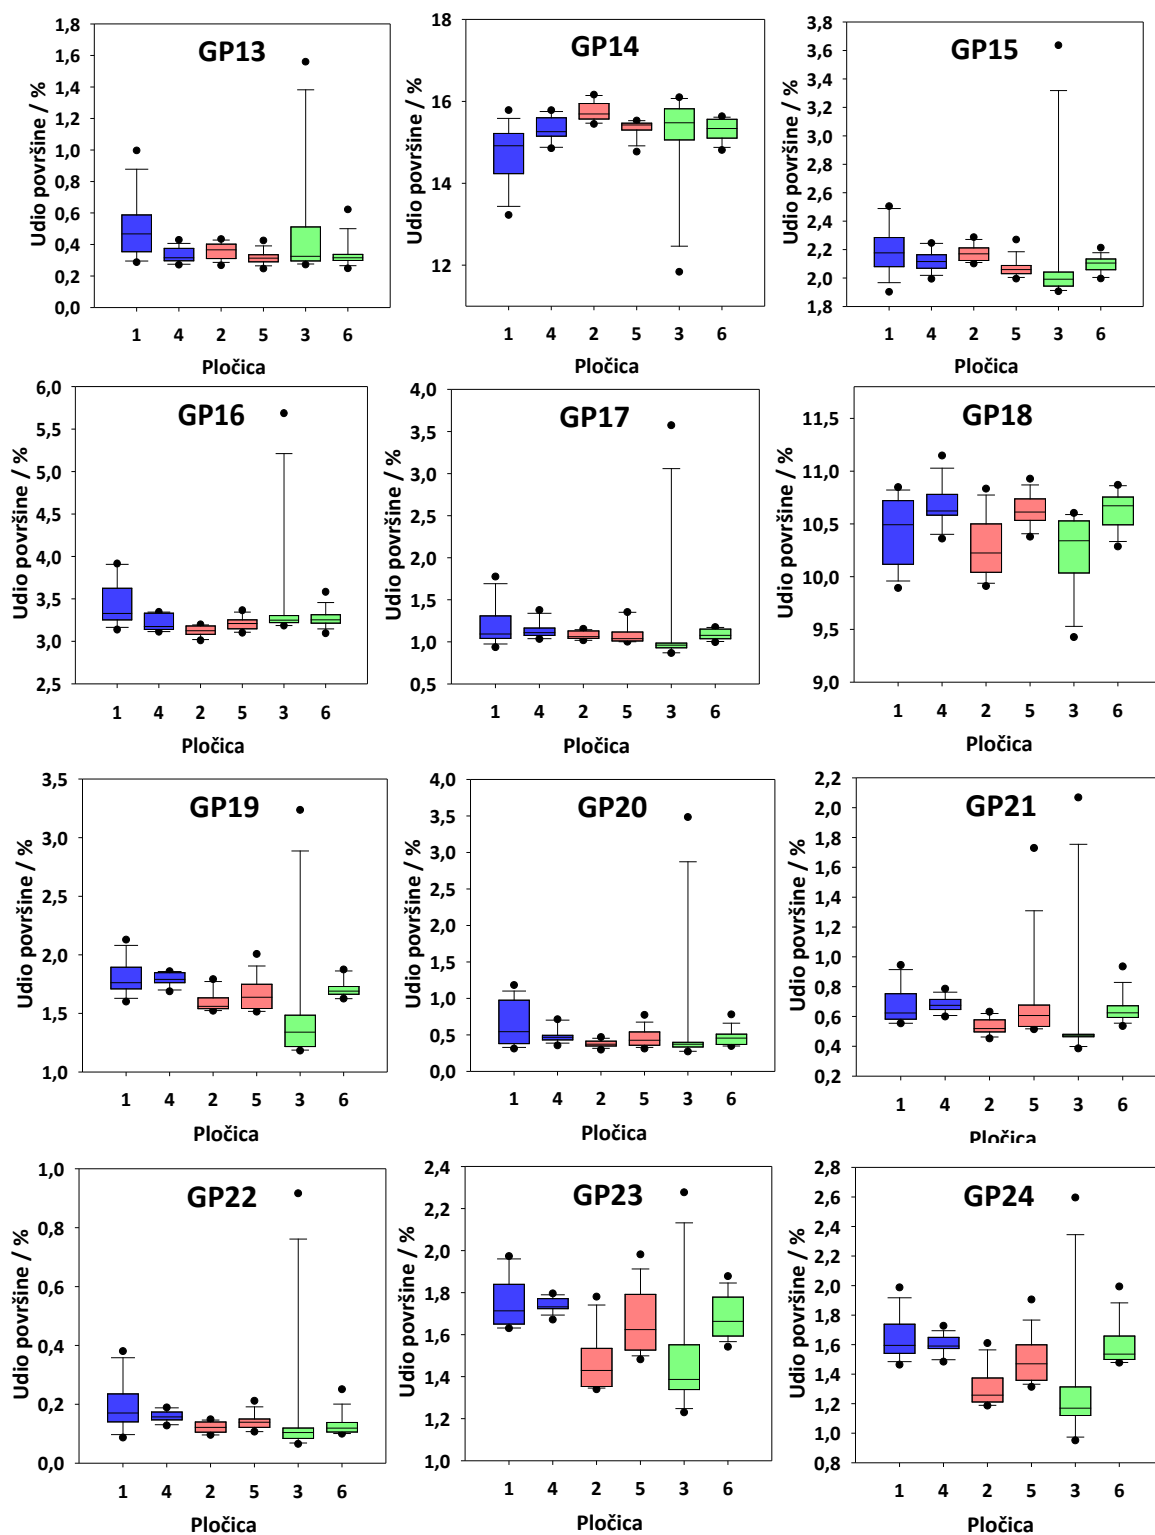 GP13
Udio površine / %
1,8
1,6
1,4
1,2
1,0
0,8
0,6
0,4
0,2
0,0
1 4 2 5 3 6
Pločica
GP14
Udio površine / %
18
16
14
12
1 4 2 5 3 6
Pločica
GP15
Udio površine / %
3,8
3,6
3,4
3,2
3,0
2,8
2,6
2,4
2,2
2,0
1,8
1 4 2 5 3 6
Pločica
GP16
Udio površine / %
6,0
5,5
5,0
4,5
4,0
3,5
3,0
2,5
1 4 2 5 3 6
Pločica
GP17
Udio površine / %
4,0
3,5
3,0
2,5
2,0
1,5
1,0
0,5
1 4 2 5 3 6
Pločica
GP18
Udio površine / %
11,5
11,0
10,5
10,0
9,5
9,0
1 4 2 5 3 6
Pločica
GP19
Udio površine / %
3,5
3,0
2,5
2,0
1,5
1,0
1 4 2 5 3 6
Pločica
GP20
Udio površine / %
4,0
3,5
3,0
2,5
2,0
1,5
1,0
0,5
0,0
1 4 2 5 3 6
Pločica
GP21
Udio površine / %
2,2
2,0
1,8
1,6
1,4
1,2
1,0
0,8
0,6
0,4
0,2
1 4 2 5 3 6
Pločica
GP22
Udio površine / %
1,0
0,8
0,6
0,4
0,2
0,0
1 4 2 5 3 6
Pločica
GP23
Udio površine / %
2,4
2,2
2,0
1,8
1,6
1,4
1,2
1,0
1 4 2 5 3 6
Pločica
GP24
Udio površine / %
2,8
2,6
2,4
2,2
2,0
1,8
1,6
1,4
1,2
1,0
0,8
1 4 2 5 3 6
Pločica